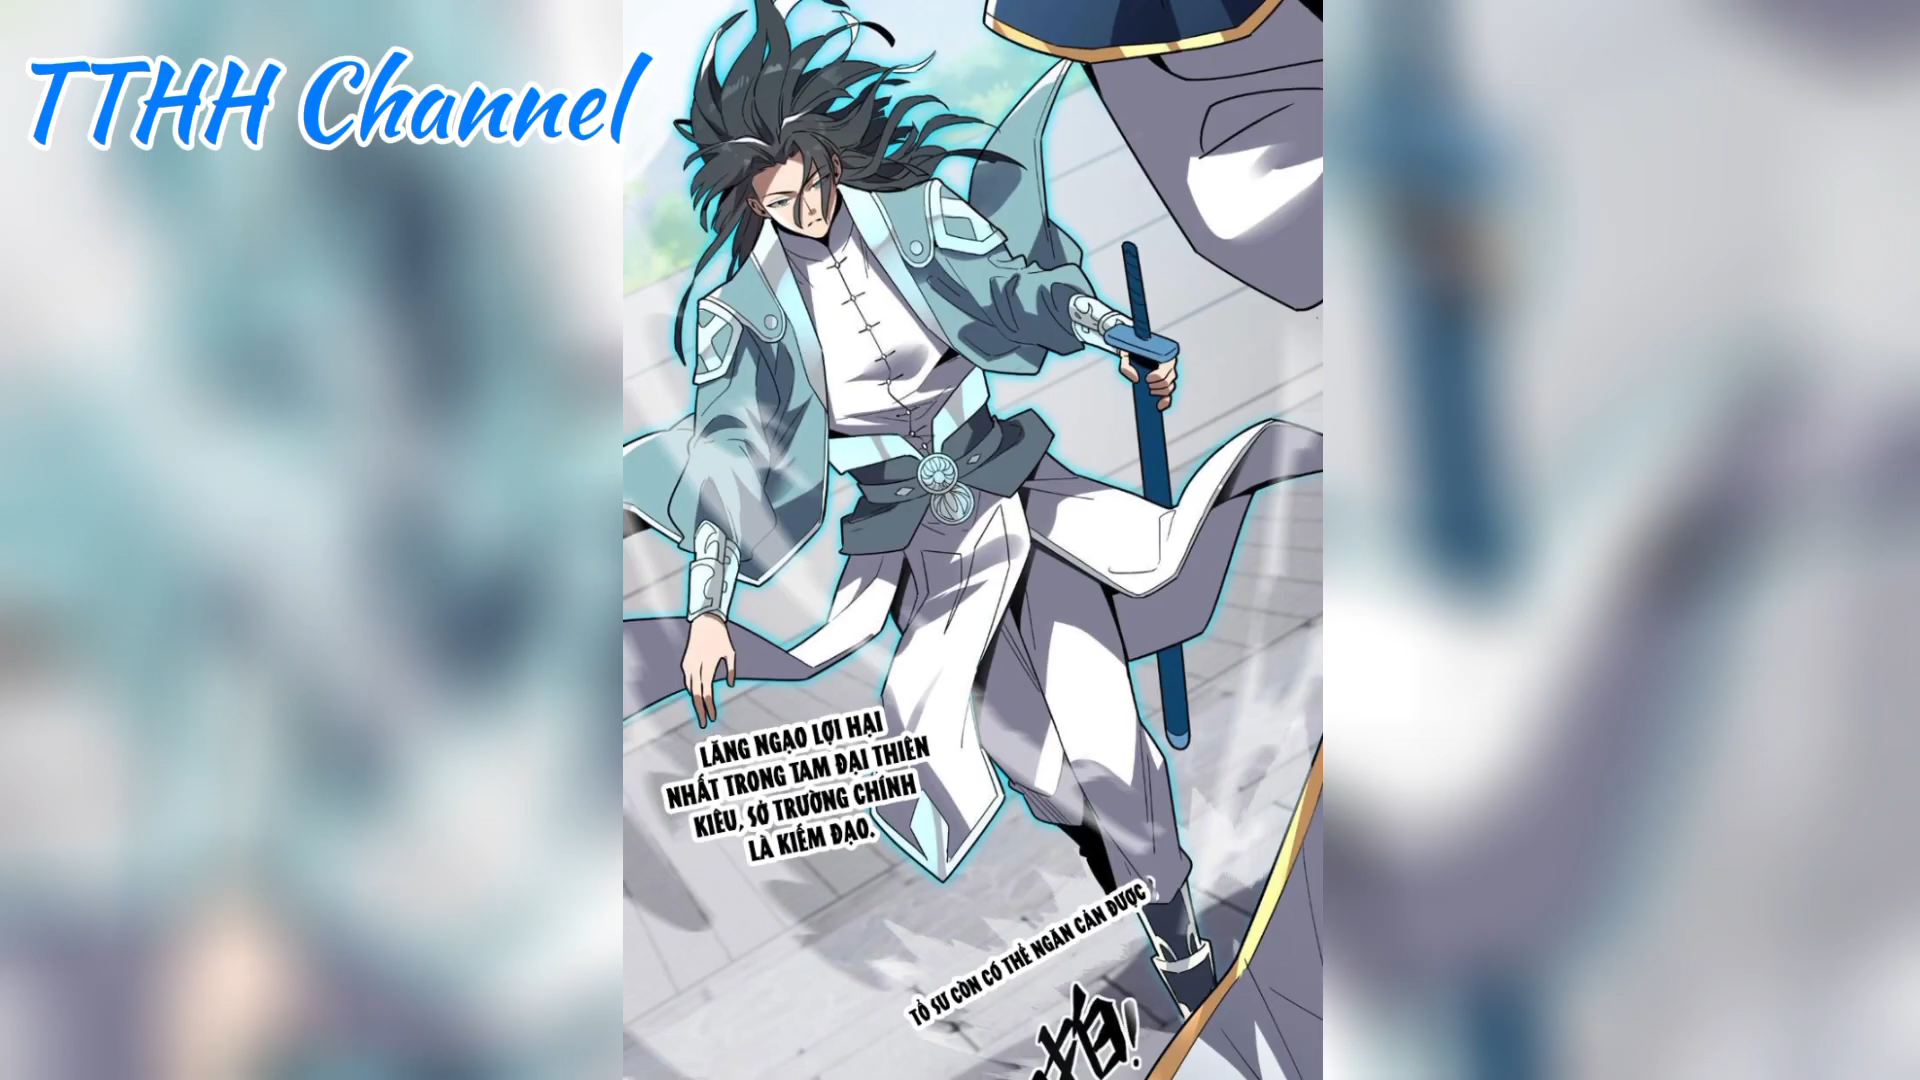 TTHH Channel
LĂNG NGẠO LỢI HẠI
NHẤT TRONG TAM ĐẠI THIÊN
KIÊU, SỞ TRƯỜNG CHÍNH
LÀ KIẾM ĐẠO.
TỔ SƯ CÒN CÓ THỂ NGĂN CẢN ĐƯỢC
拍!